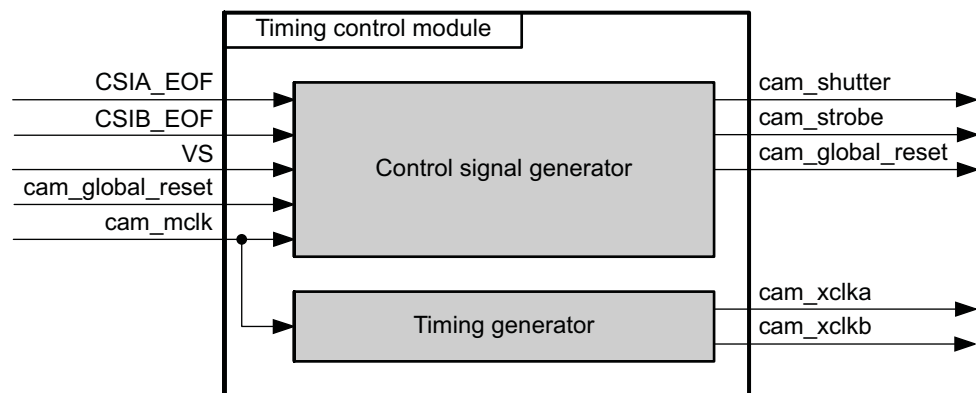 Timing control module
CSIA_EOF
CSIB_EOF
VS
cam_global_reset
cam_mclk
Control signal generator
cam_shutter
cam_strobe
cam_global_reset
Timing generator
cam_xclka
cam_xclkb